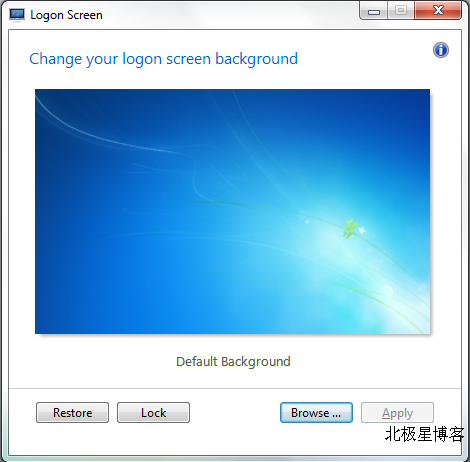 Logon Screen
Change your logon screen background
Default Background
Restore
Lock
Browse ...
Apply
北极星博客